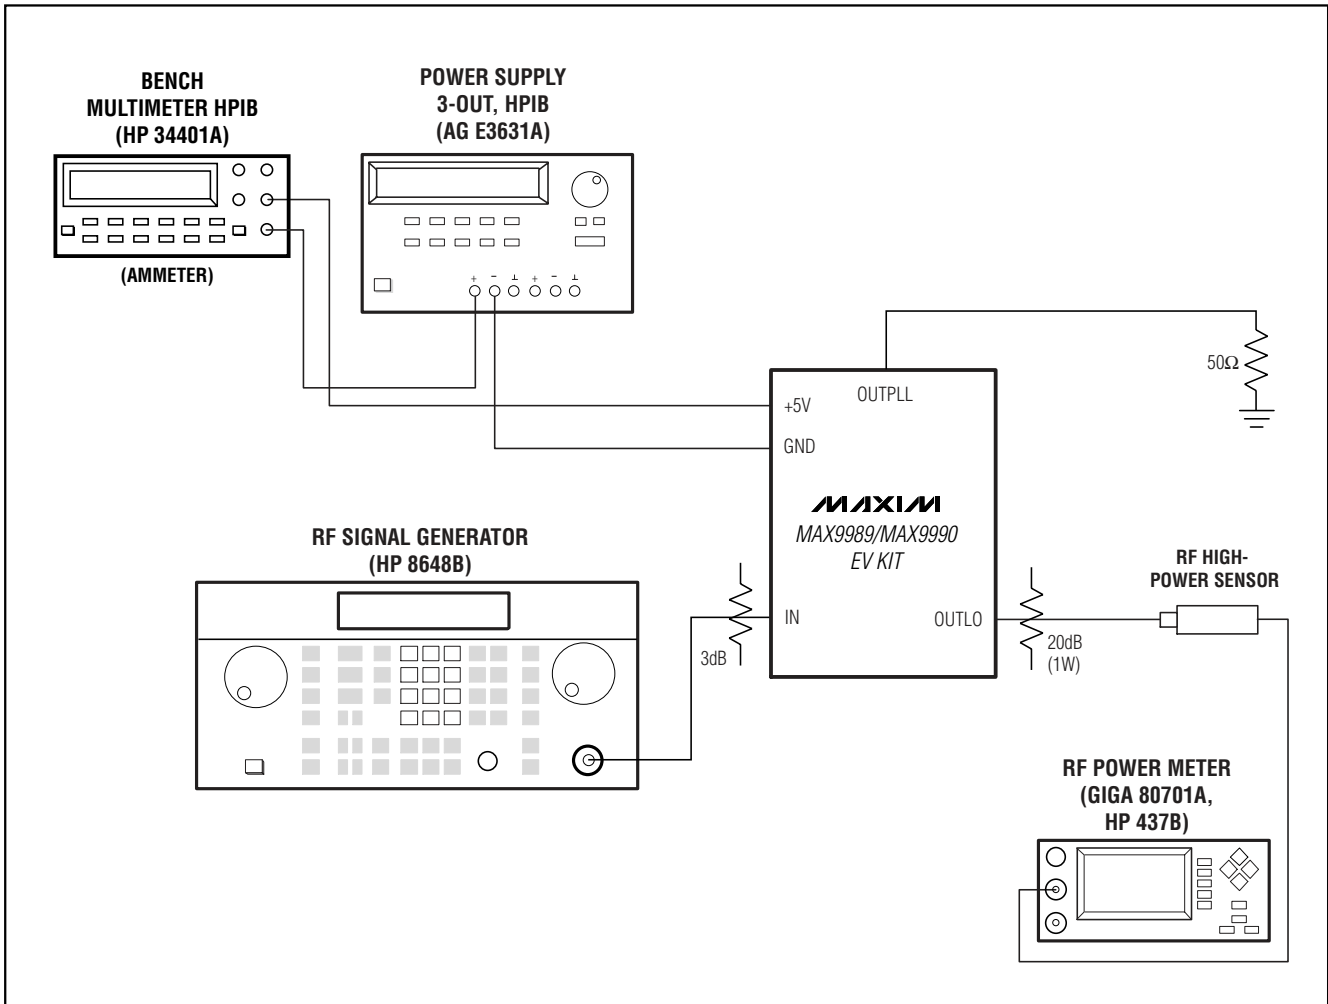 BENCH
MULTIMETER HPIB
(HP 34401A)
(AMMETER)
POWER SUPPLY
3-OUT, HPIB
(AG E3631A)
+ − ⊥ + − ⊥
50Ω
OUTPLL
+5V
GND
MAXIM
MAX9989/MAX9990
EV KIT
IN
OUTLO
RF SIGNAL GENERATOR
(HP 8648B)
3dB
20dB
(1W)
RF HIGH-
POWER SENSOR
RF POWER METER
(GIGA 80701A,
HP 437B)